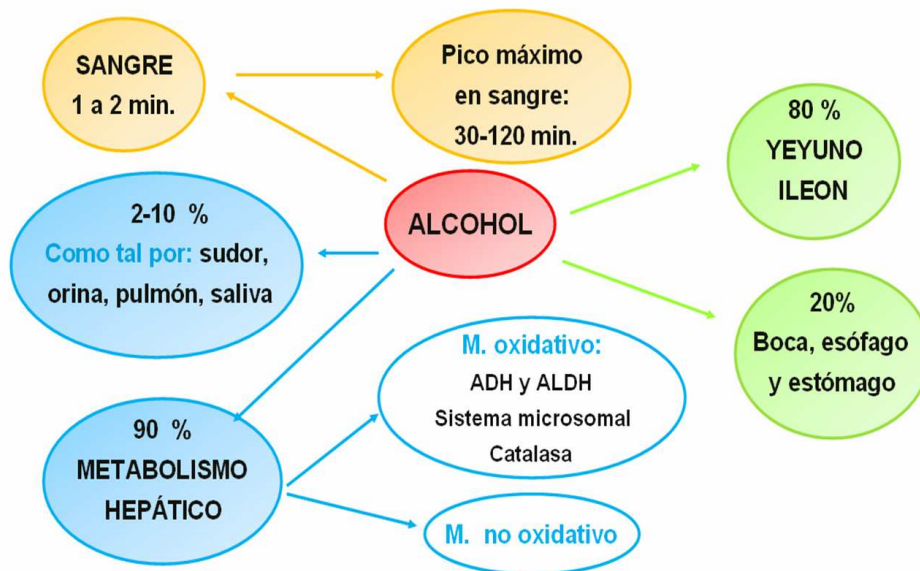 SANGRE
1 a 2 min.
Pico máximo
en sangre:
30-120 min.
80 %
YEYUNO
ILEON
ALCOHOL
2-10 %
Como tal por: sudor,
orina, pulmón, saliva
20%
Boca, esófago
y estómago
M. oxidativo:
ADH y ALDH
Sistema microsomal
Catalasa
90 %
METABOLISMO
HEPÁTICO
M. no oxidativo